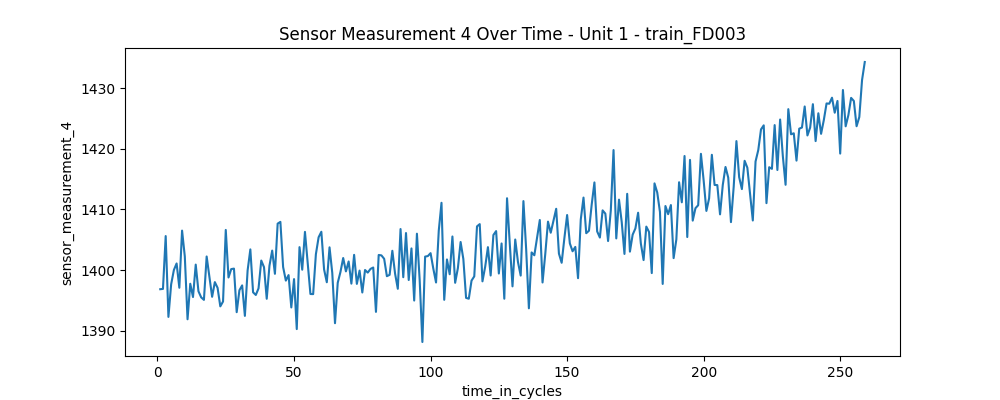 Sensor Measurement 4 Over Time - Unit 1 - train_FD003
sensor_measurement_4
1430
1420
1410
1400
1390
0 50 100 150 200 250
time_in_cycles